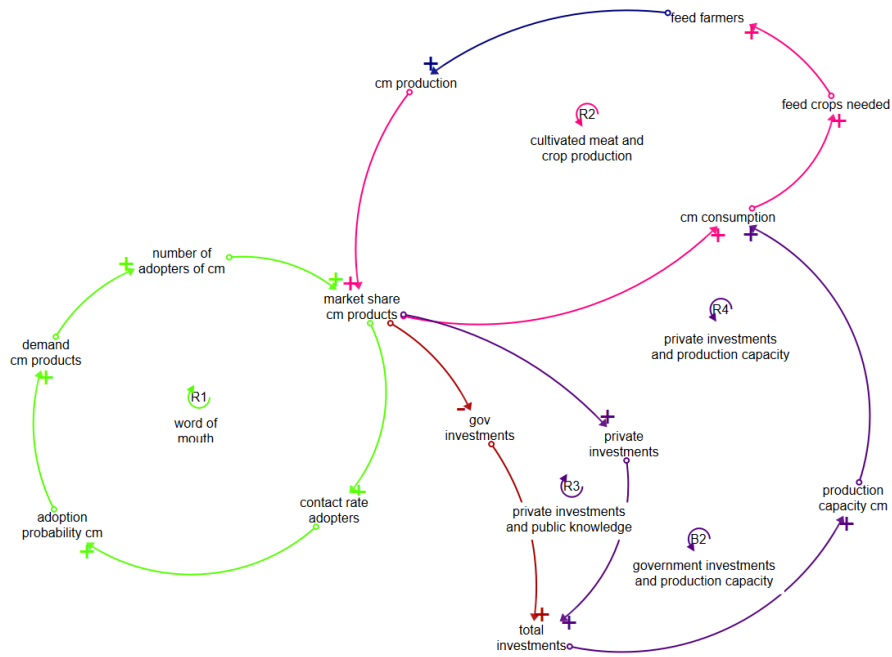 feed farmers
+
+
cm production
feed crops needed
+
R2
cultivated meat and
crop production
cm consumption
+
+
number of
adopters of cm
+
+
+
market share
cm products
R4
private investments
and production capacity
demand
cm products
+
R1
word of
mouth
-
gov
investments
+
private
investments
R3
private investments
and public knowledge
contact rate
adopters
+
production
capacity cm
+
adoption
probability cm
+
B2
government investments
and production capacity
+
+
total
investments